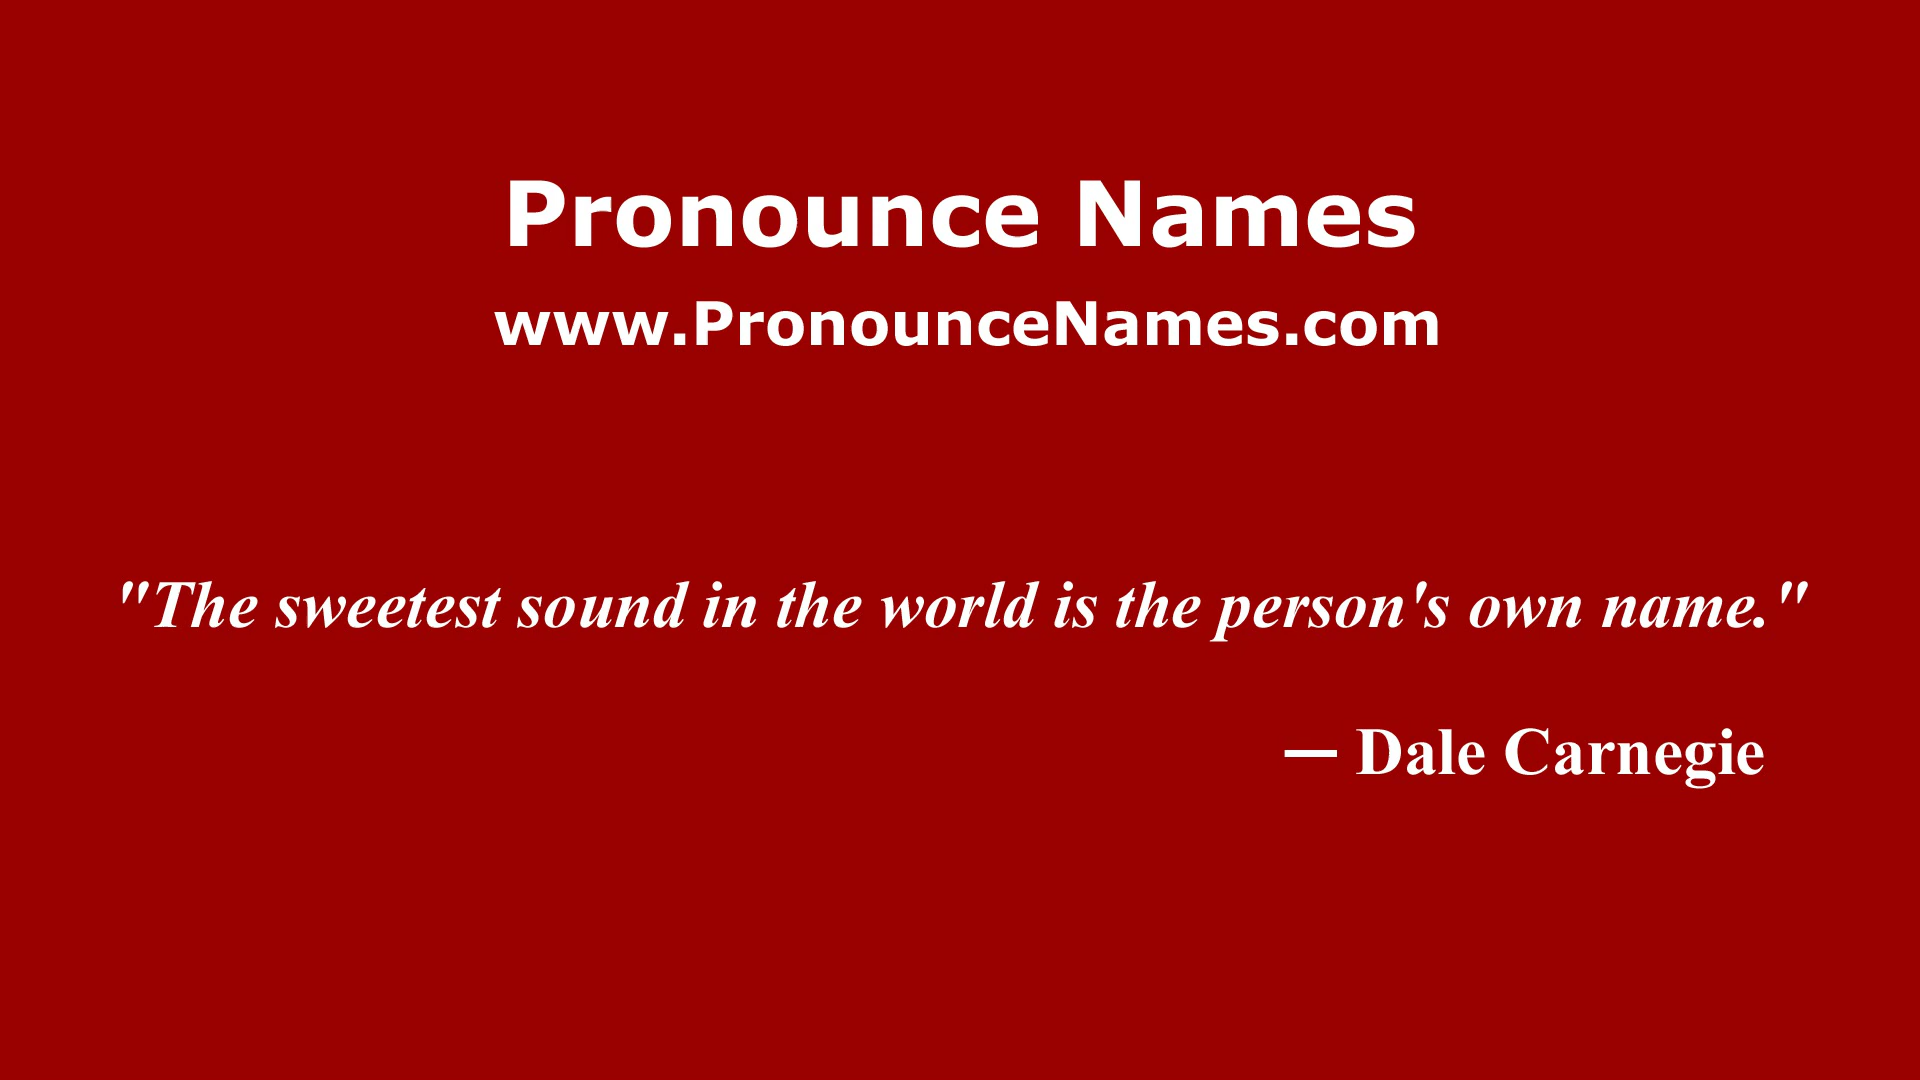 Pronounce Names
www.PronounceNames.com
"The sweetest sound in the world is the person's own name."
— Dale Carnegie